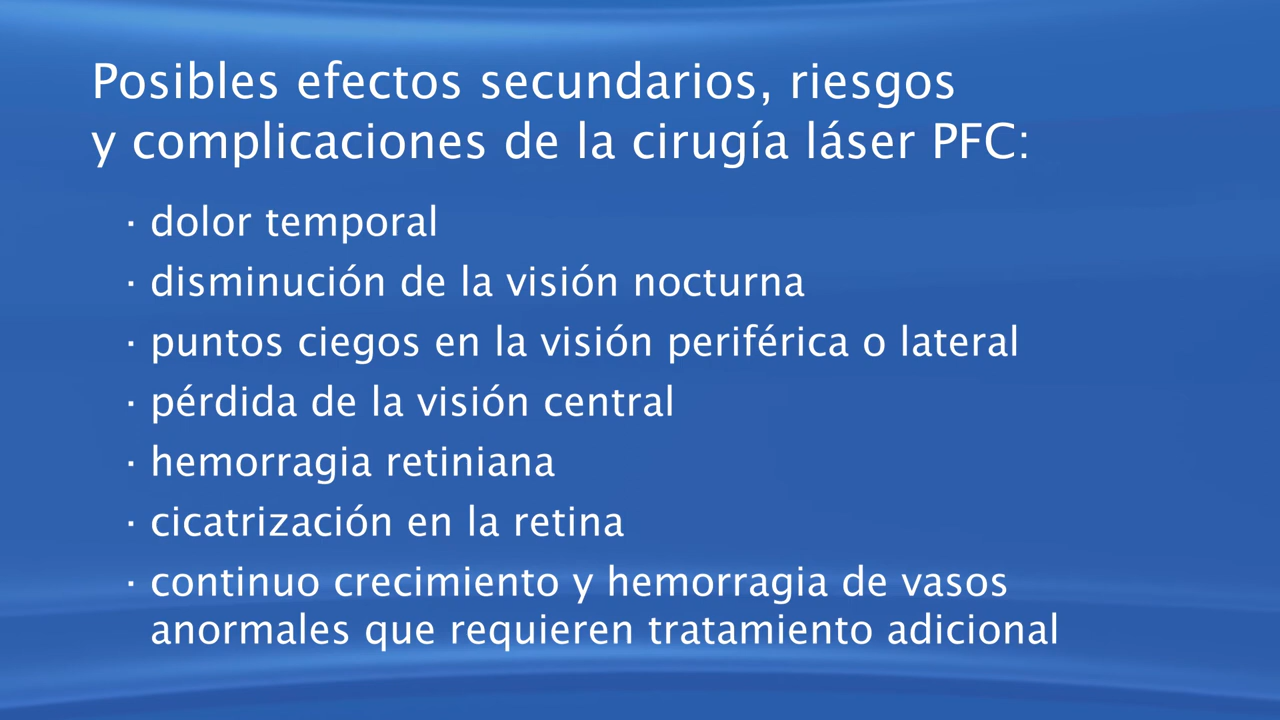 Posibles efectos secundarios, riesgos
y complicaciones de la cirugía láser PFC:
· dolor temporal
· disminución de la visión nocturna
· puntos ciegos en la visión periférica o lateral
· pérdida de la visión central
· hemorragia retiniana
· cicatrización en la retina
· continuo crecimiento y hemorragia de vasos
anormales que requieren tratamiento adicional